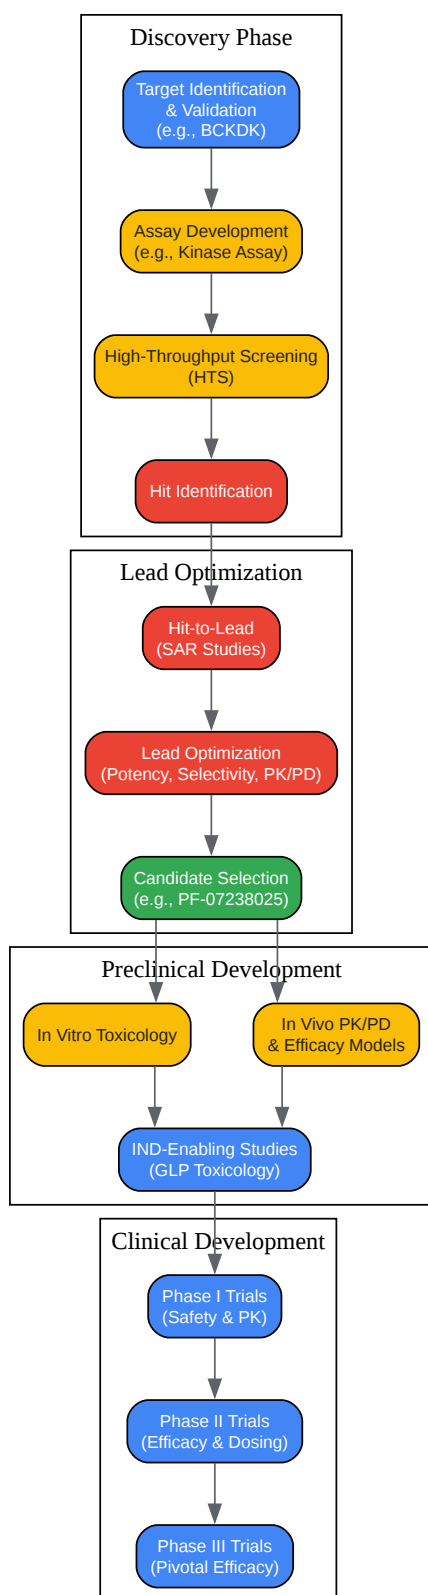 Discovery Phase
Target Identification
& Validation
(e.g., BCKDK)
Assay Development
(e.g., Kinase Assay)
High-Throughput Screening
(HTS)
Hit Identification
Lead Optimization
Hit-to-Lead
(SAR Studies)
Lead Optimization
(Potency, Selectivity, PK/PD)
Candidate Selection
(e.g., PF-07238025)
Preclinical Development
In Vitro Toxicology
In Vivo PK/PD
& Efficacy Models
IND-Enabling Studies
(GLP Toxicology)
Clinical Development
Phase I Trials
(Safety & PK)
Phase II Trials
(Efficacy & Dosing)
Phase III Trials
(Pivotal Efficacy)